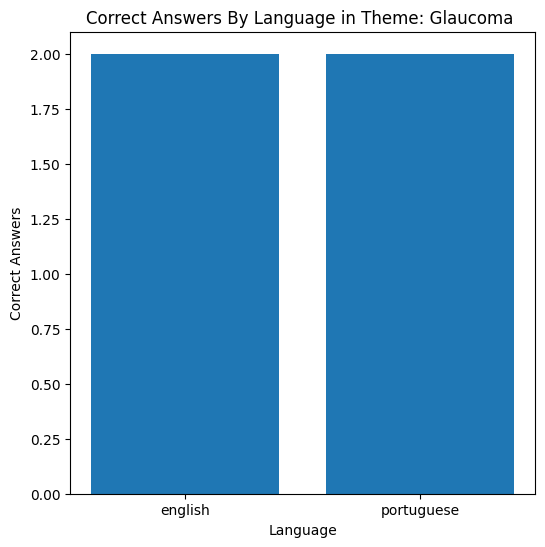 Correct Answers By Language in Theme: Glaucoma
2.00
1.75
1.50
1.25
1.00
0.75
0.50
0.25
0.00
Correct Answers
english portuguese
Language